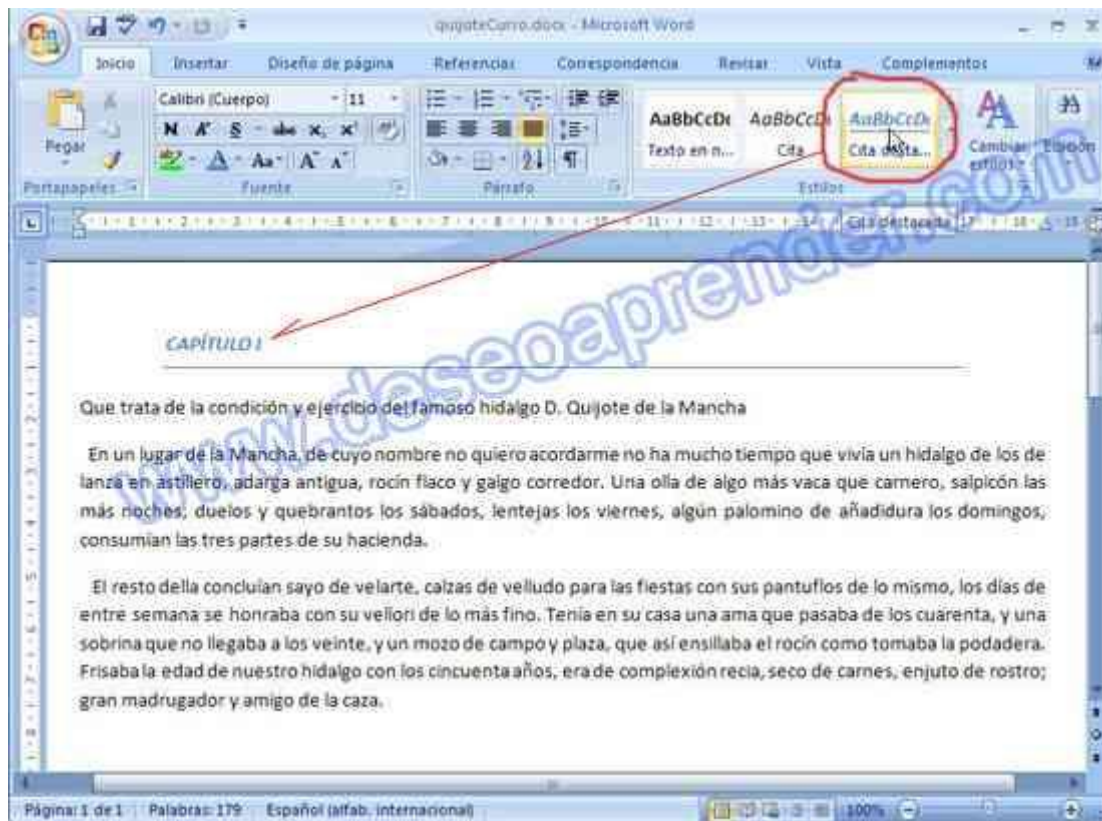 quijoteCurro.docx - Microsoft Word
Inicio Insertar Diseño de página Referencias Correspondencia Revisar Vista Complementos
Calibri (Cuerpo) 11
N K S abe x, x'
Aa A A
Pegar
AaBbCcDc AaBbCcD AaBbCcDc
Texto en n... Cita Cita desta...
Cambiar estilos
Edición
Portapapeles Fuente Párrafo Estilos
Cita destacada
www.deseoaprender.com
CAPÍTULO I
Que trata de la condición y ejercicio del famoso hidalgo D. Quijote de la Mancha
En un lugar de la Mancha, de cuyo nombre no quiero acordarme no ha mucho tiempo que vivía un hidalgo de los de
lanza en astillero, adarga antigua, rocín flaco y galgo corredor. Una olla de algo más vaca que carnero, salpicón las
más noches, duelos y quebrantos los sábados, lentejas los viernes, algún palomino de añadidura los domingos,
consumían las tres partes de su hacienda.
El resto della concluían sayo de velarte, calzas de velludo para las fiestas con sus pantuflos de lo mismo, los días de
entre semana se honraba con su vellori de lo más fino. Tenía en su casa una ama que pasaba de los cuarenta, y una
sobrina que no llegaba a los veinte, y un mozo de campo y plaza, que así ensillaba el rocín como tomaba la podadera.
Frisaba la edad de nuestro hidalgo con los cincuenta años, era de complexión recia, seco de carnes, enjuto de rostro;
gran madrugador y amigo de la caza.
Página: 1 de 1 Palabras: 179 Español (alfab. internacional) 100%